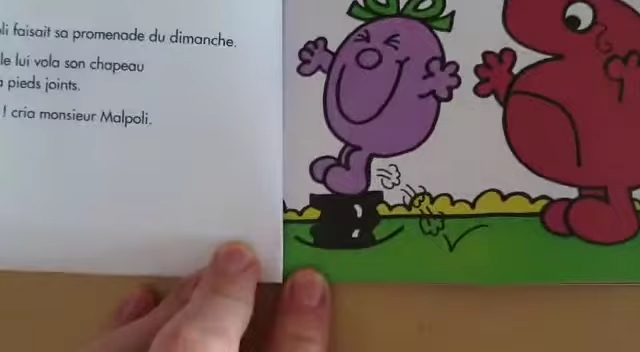 li faisait sa promenade du dimanche.
le lui vola son chapeau
à pieds joints.
! cria monsieur Malpoli.